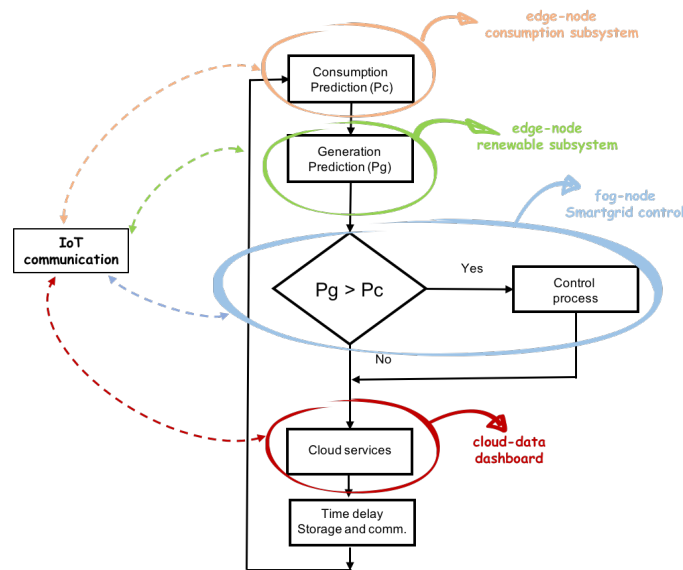 edge-node
consumption subsystem
Consumption
Prediction (Pc)
edge-node
renewable subsystem
Generation
Prediction (Pg)
fog-node
Smartgrid control
IoT
communication
Pg > Pc
Yes
Control
process
No
Cloud services
cloud-data
dashboard
Time delay
Storage and comm.